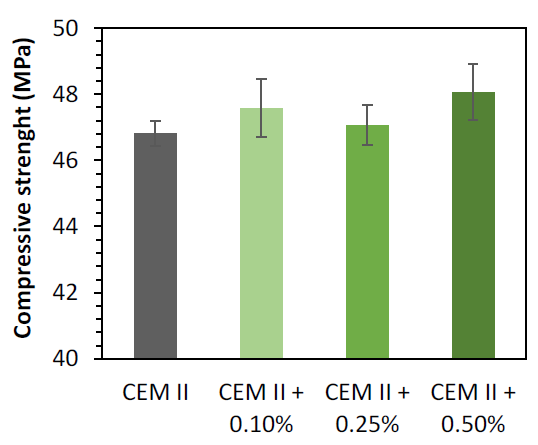 Compressive strenght (MPa)
50
48
46
44
42
40
CEM II
CEM II +
0.10%
CEM II +
0.25%
CEM II +
0.50%